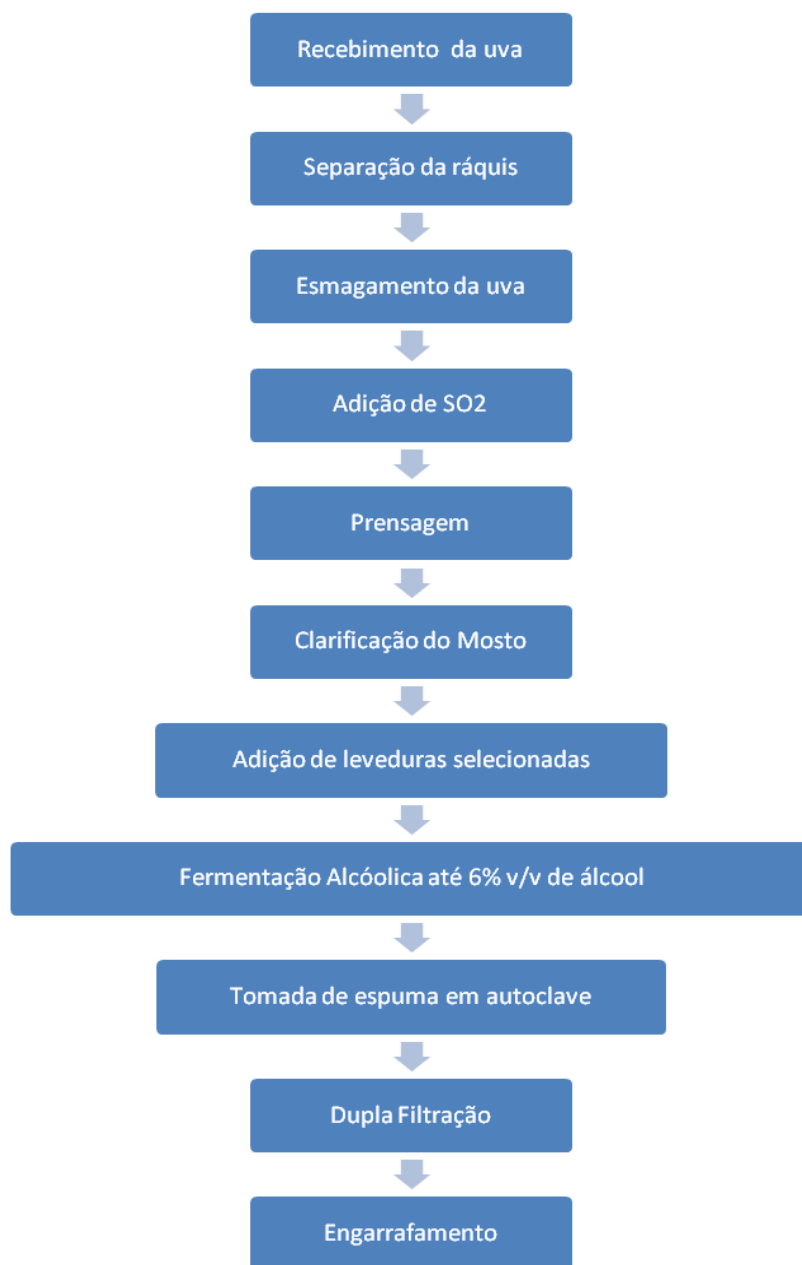 Recebimento da uva
Separação da ráquis
Esmagamento da uva
Adição de SO2
Prensagem
Clarificação do Mosto
Adição de leveduras selecionadas
Fermentação Alcóolica até 6% v/v de álcool
Tomada de espuma em autoclave
Dupla Filtração
Engarrafamento